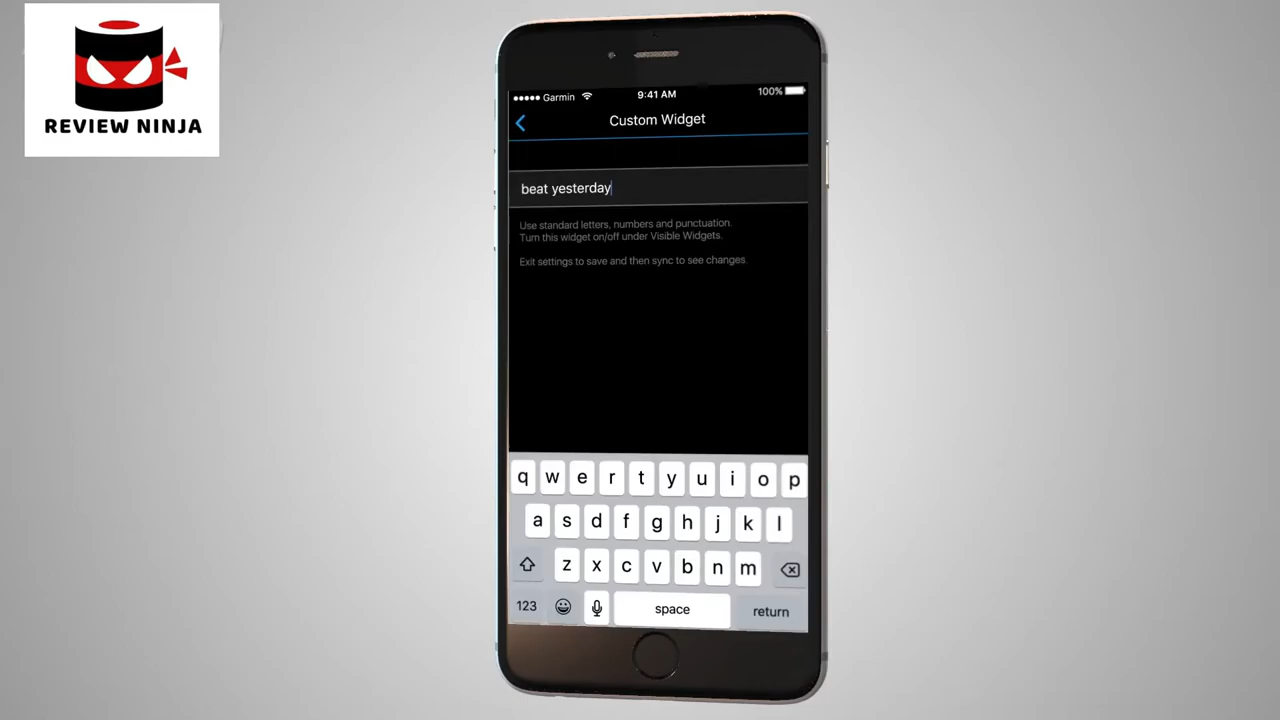 REVIEW NINJA
●●●●● Garmin 9:41 AM 100%
Custom Widget
beat yesterday
Use standard letters, numbers and punctuation.
Turn this widget on/off under Visible Widgets.
Exit settings to save and then sync to see changes.
q w e r t y u i o p
a s d f g h j k l
z x c v b n m
123 space return